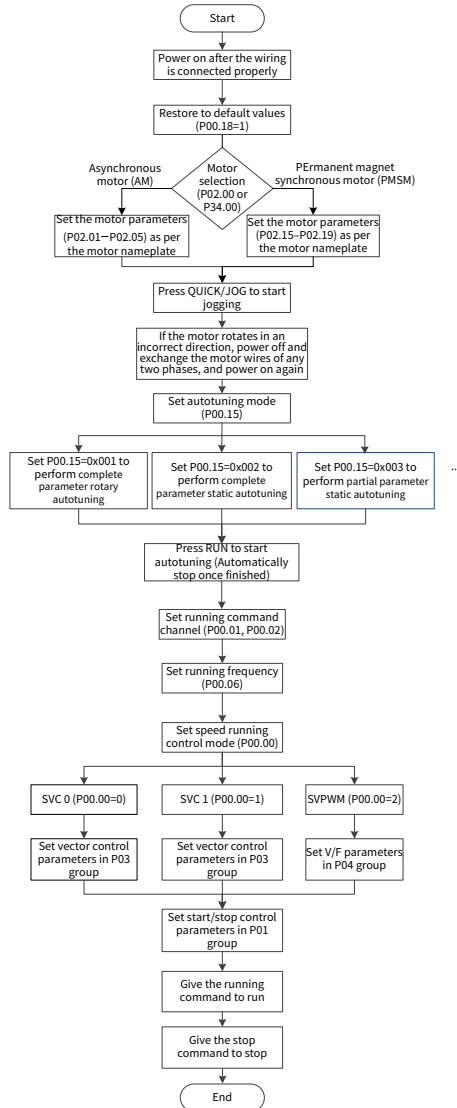 Start
Power on after the wiring
is connected properly
Restore to default values
(P00.18=1)
Asynchronous
motor (AM)
Motor
selection
(P02.00 or
P34.00)
PErmanent magnet
synchronous motor (PMSM)
Set the motor parameters
(P02.01—P02.05) as per
the motor nameplate
Set the motor parameters
(P02.15–P02.19) as per
the motor nameplate
Press QUICK/JOG to start
jogging
If the motor rotates in an
incorrect direction, power off and
exchange the motor wires of any
two phases, and power on again
Set autotuning mode
(P00.15)
Set P00.15=0x001 to
perform complete
parameter rotary
autotuning
Set P00.15=0x002 to
perform complete
parameter static autotuning
Set P00.15=0x003 to
perform partial parameter
static autotuning
..
Press RUN to start
autotuning (Automatically
stop once finished)
Set running command
channel (P00.01, P00.02)
Set running frequency
(P00.06)
Set speed running
control mode (P00.00)
SVC 0 (P00.00=0)
SVC 1 (P00.00=1)
SVPWM (P00.00=2)
Set vector control
parameters in P03
group
Set vector control
parameters in P03
group
Set V/F parameters
in P04 group
Set start/stop control
parameters in P01
group
Give the running
command to run
Give the stop
command to stop
End